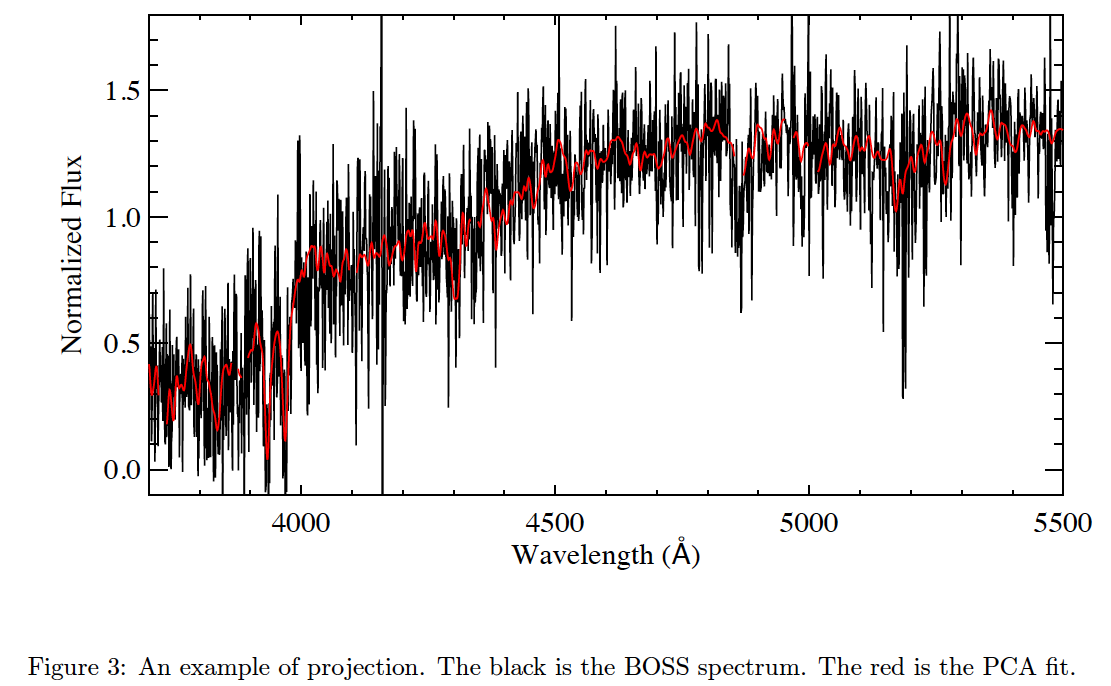 1.5
1.0
0.5
0.0
Normalized Flux
4000 4500 5000 5500
Wavelength (Å)
Figure 3: An example of projection. The black is the BOSS spectrum. The red is the PCA fit.